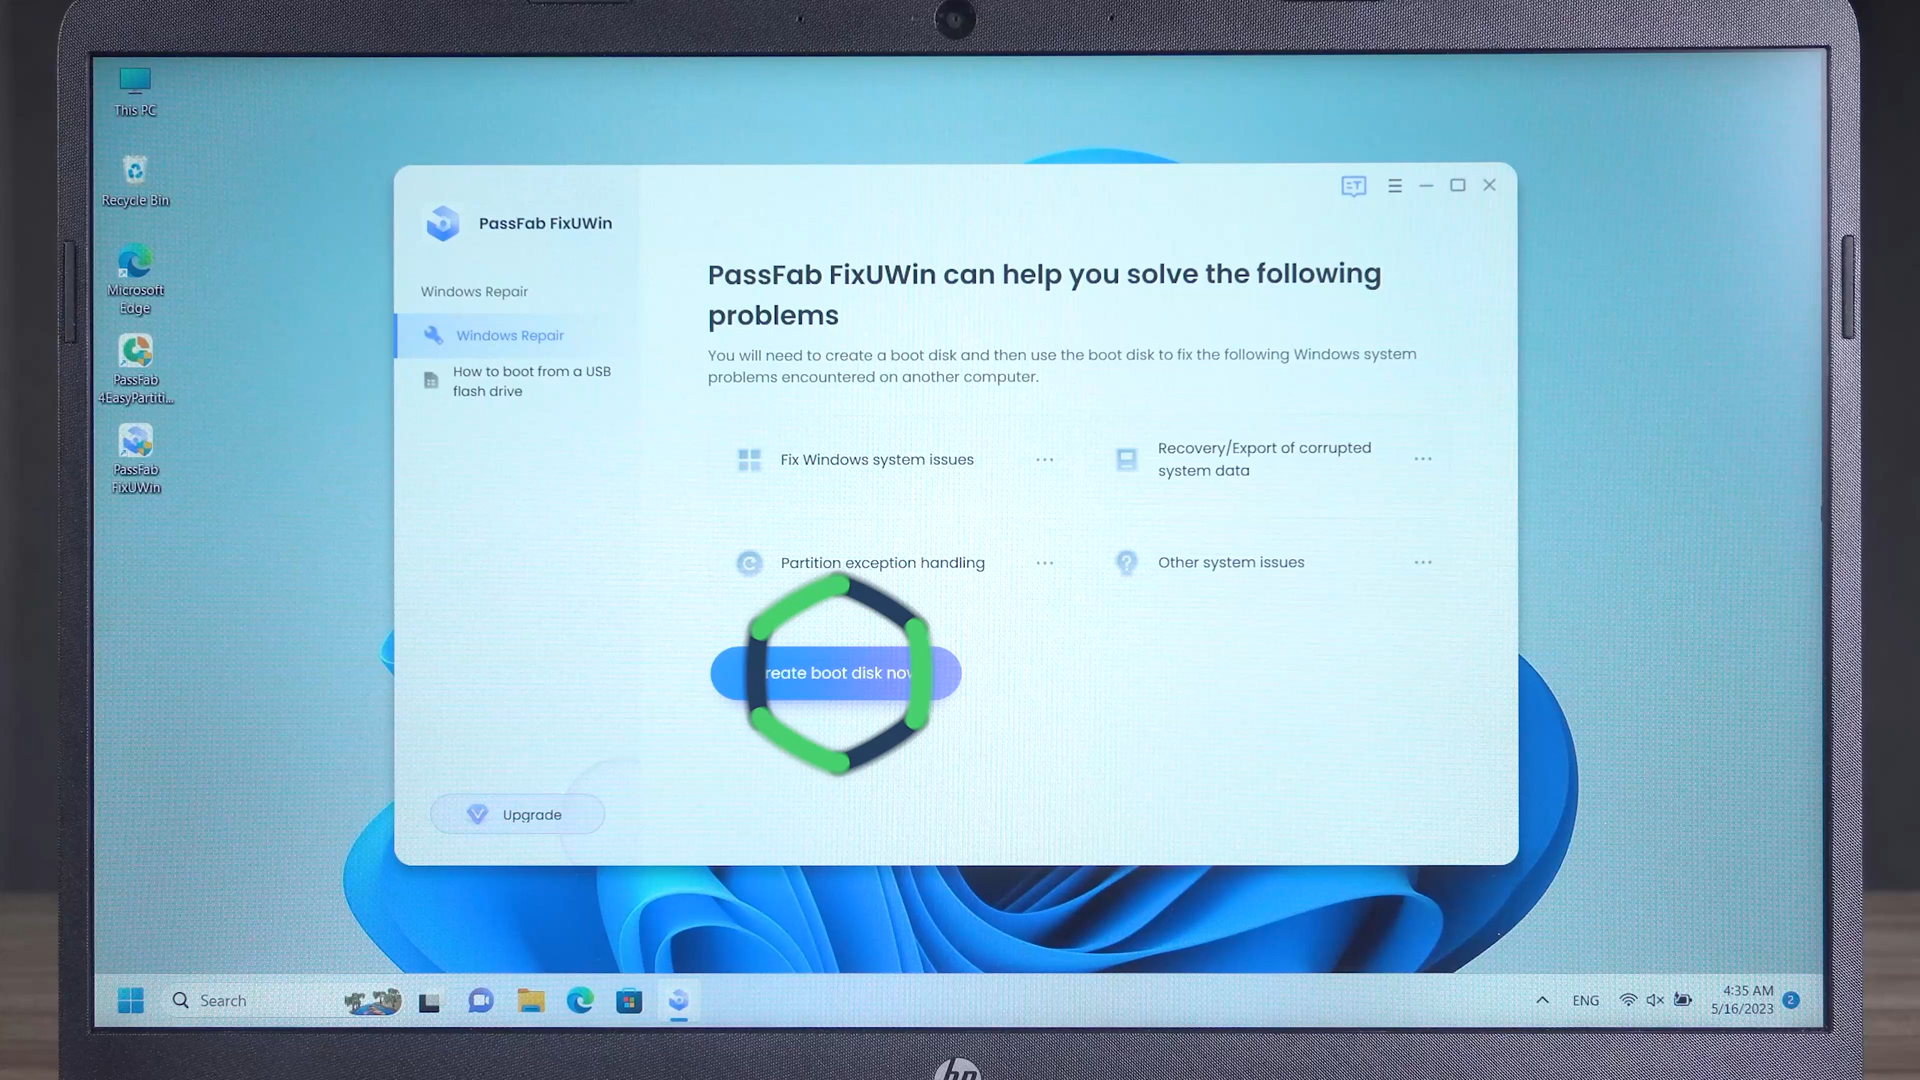 This PC
Recycle Bin
Microsoft
Edge
PassFab
4EasyPartiti...
PassFab
FixUWin
PassFab FixUWin
Windows Repair
Windows Repair
How to boot from a USB
flash drive
Upgrade
PassFab FixUWin can help you solve the following
problems
You will need to create a boot disk and then use the boot disk to fix the following Windows system
problems encountered on another computer.
Fix Windows system issues
...
Recovery/Export of corrupted
system data
...
Partition exception handling
...
Other system issues
...
reate boot disk no
Search
ENG
4:35 AM
5/16/2023
2
hp